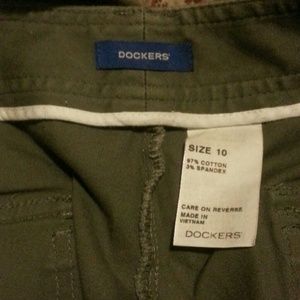 DOCKERS®
SIZE 10
97% COTTON
3% SPANDEX
CARE ON REVERSE
MADE IN
VIETNAM
DOCKERS®